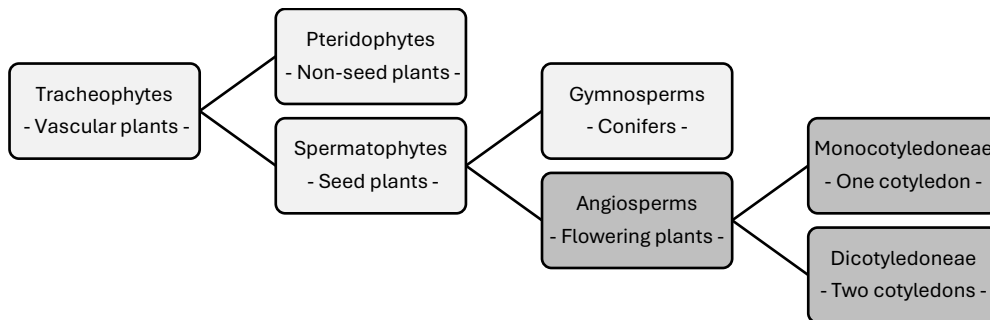 Tracheophytes
- Vascular plants -
Pteridophytes
- Non-seed plants -
Spermatophytes
- Seed plants -
Gymnosperms
- Conifers -
Angiosperms
- Flowering plants -
Monocotyledoneae
- One cotyledon -
Dicotyledoneae
- Two cotyledons -